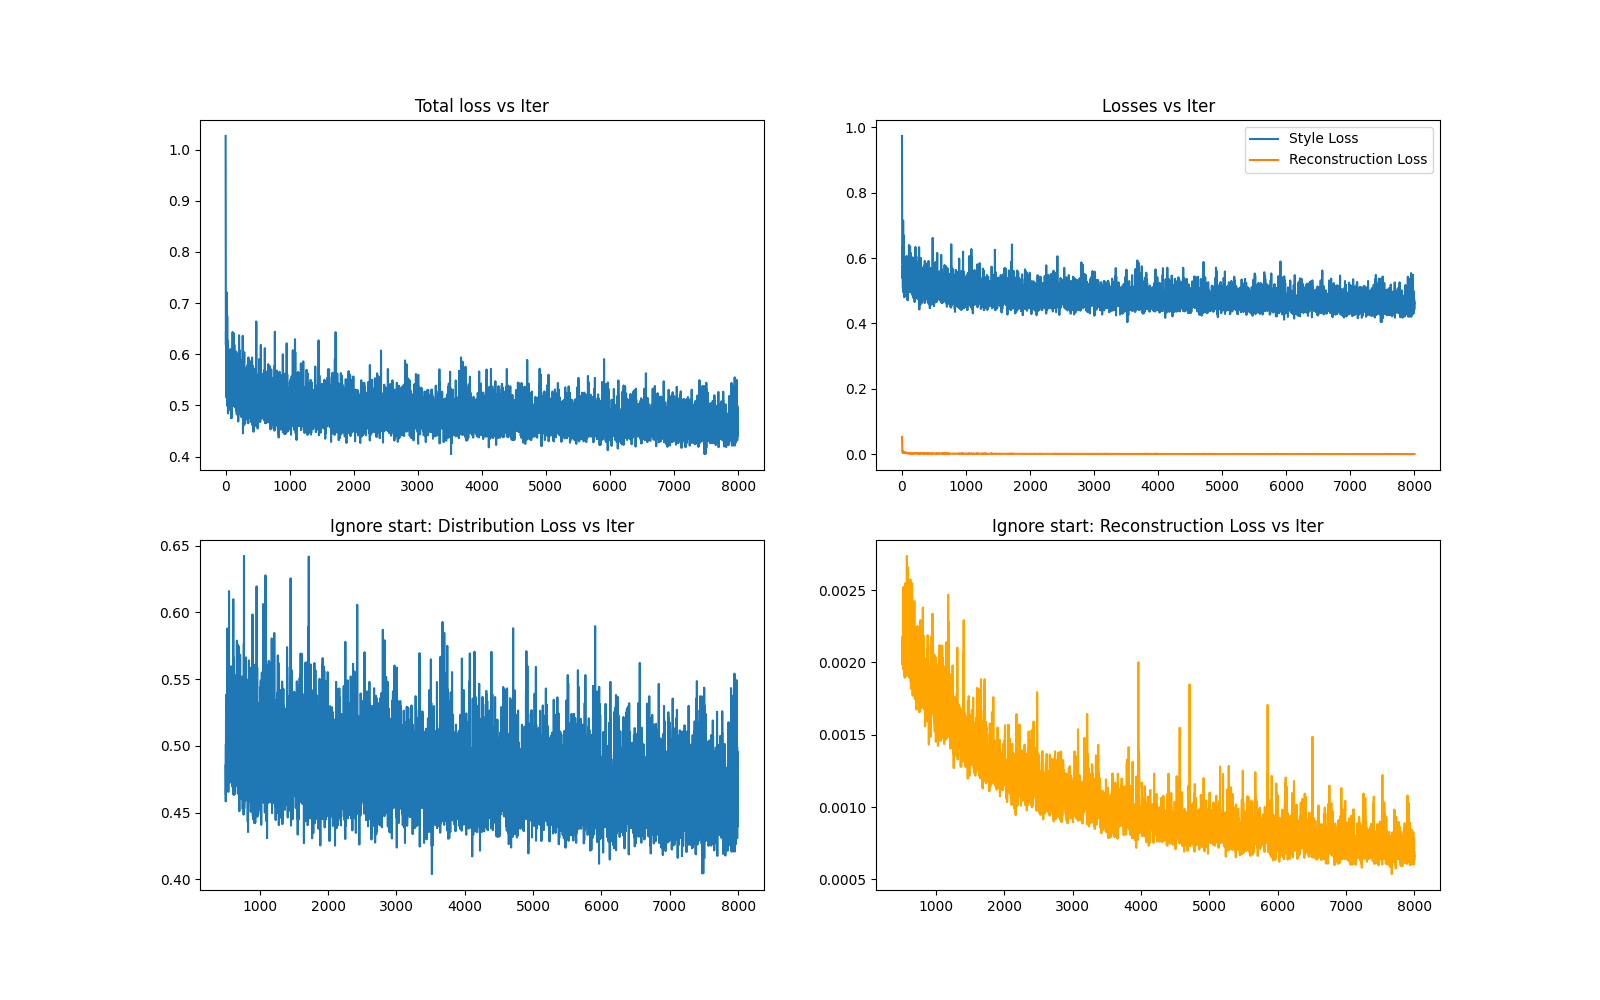 Total loss vs Iter
1.0
0.9
0.8
0.7
0.6
0.5
0.4
0 1000 2000 3000 4000 5000 6000 7000 8000
Losses vs Iter
Style Loss
Reconstruction Loss
1.0
0.8
0.6
0.4
0.2
0.0
0 1000 2000 3000 4000 5000 6000 7000 8000
Ignore start: Distribution Loss vs Iter
0.65
0.60
0.55
0.50
0.45
0.40
1000 2000 3000 4000 5000 6000 7000 8000
Ignore start: Reconstruction Loss vs Iter
0.0025
0.0020
0.0015
0.0010
0.0005
1000 2000 3000 4000 5000 6000 7000 8000